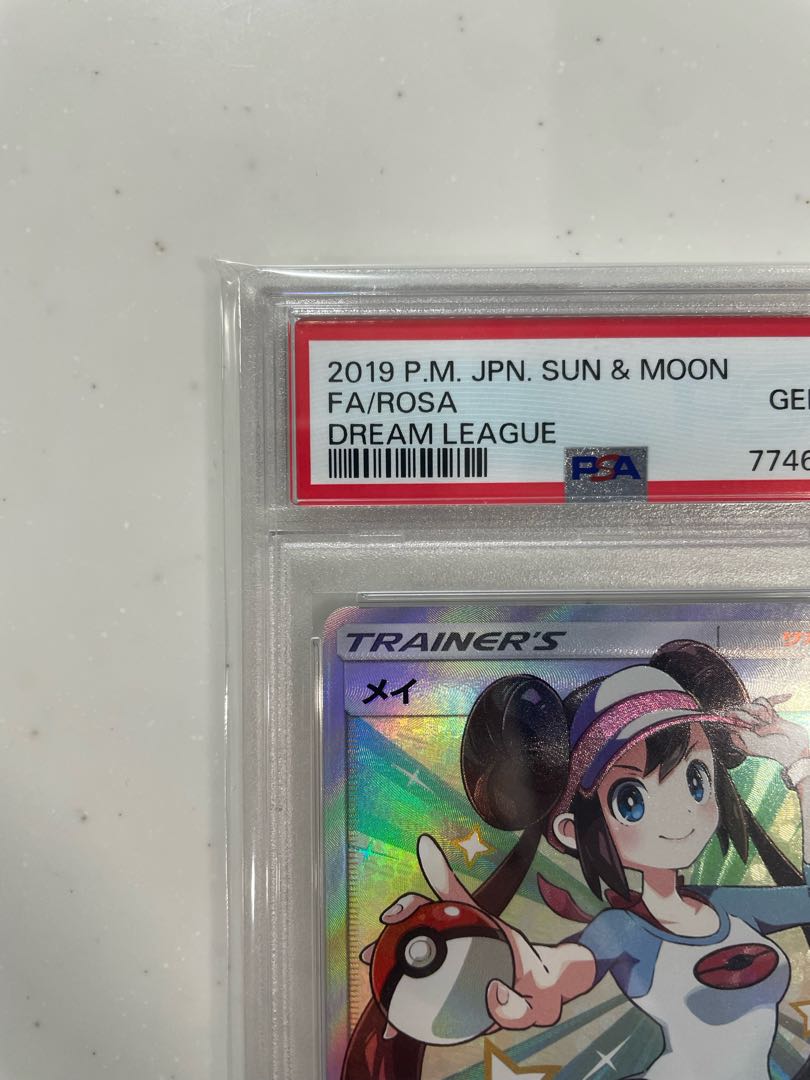 2019 P.M. JPN. SUN & MOON
FA/ROSA
DREAM LEAGUE
PSA
TRAINER'S
メイ